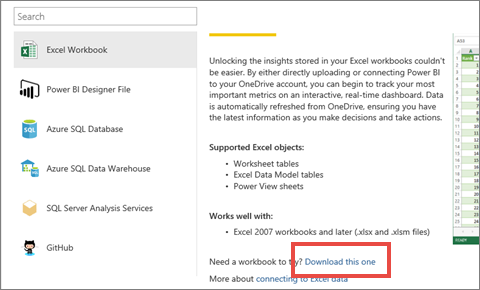 Search
Excel Workbook
Power BI Designer File
Azure SQL Database
Azure SQL Data Warehouse
SQL Server Analysis Services
GitHub
Unlocking the insights stored in your Excel workbooks couldn't
be easier. By either directly uploading or connecting Power BI
to your OneDrive account, you can begin to track your most
important metrics on an interactive, real-time dashboard. Data
is automatically refreshed from OneDrive, ensuring you have
the latest information as you make decisions and take actions.
Supported Excel objects:
• Worksheet tables
• Excel Data Model tables
• Power View sheets
Works well with:
• Excel 2007 workbooks and later (.xlsx and .xlsm files)
Need a workbook to try? Download this one
More about connecting to Excel data